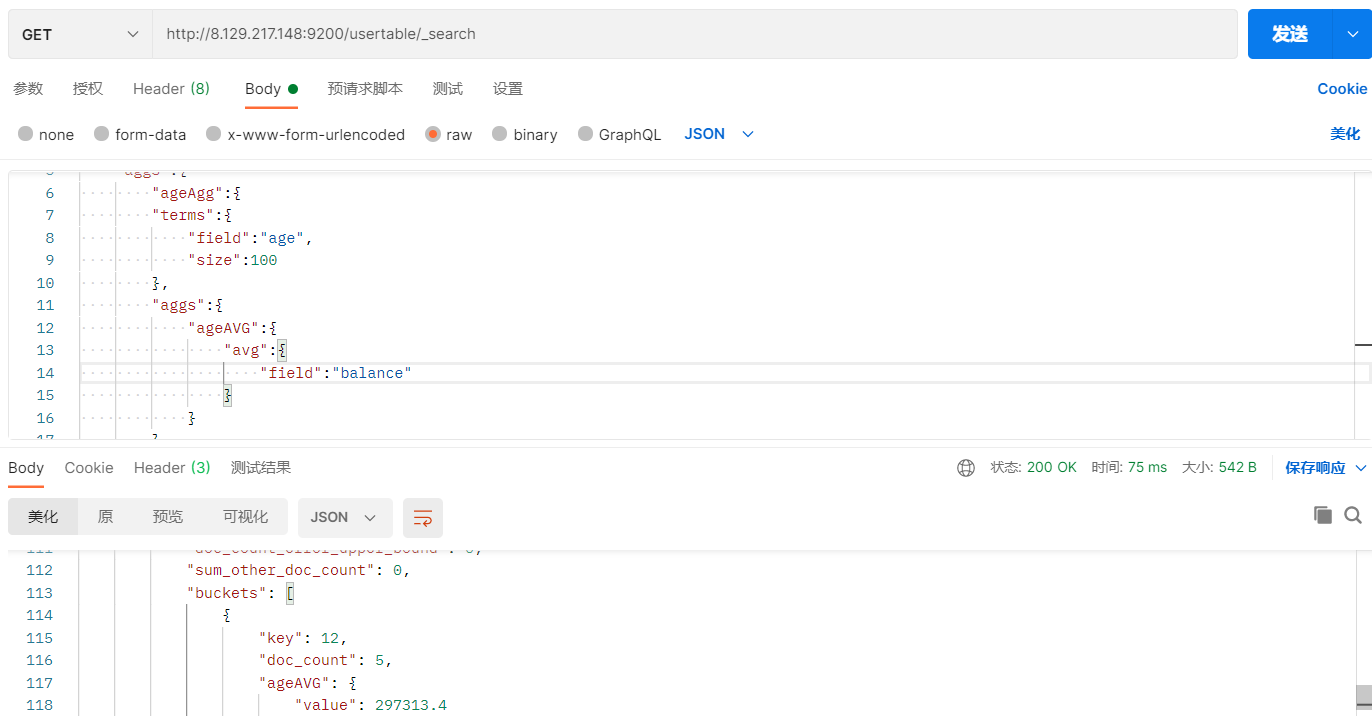 GET http://8.129.217.148:9200/usertable/_search 发送
参数 授权 Header (8) Body 预请求脚本 测试 设置 Cookie
none form-data x-www-form-urlencoded raw binary GraphQL JSON 美化
6 "ageAgg":{
7 "terms":{
8 "field":"age",
9 "size":100
10 },
11 "aggs":{
12 "ageAVG":{
13 "avg":{
14 "field":"balance"
15 }
16 }
17 }
Body Cookie Header (3) 测试结果 状态: 200 OK 时间: 75 ms 大小: 542 B 保存响应
美化 原 预览 可视化 JSON
111 "doc_count_error_upper_bound": 0,
112 "sum_other_doc_count": 0,
113 "buckets": [
114 {
115 "key": 12,
116 "doc_count": 5,
117 "ageAVG": {
118 "value": 297313.4